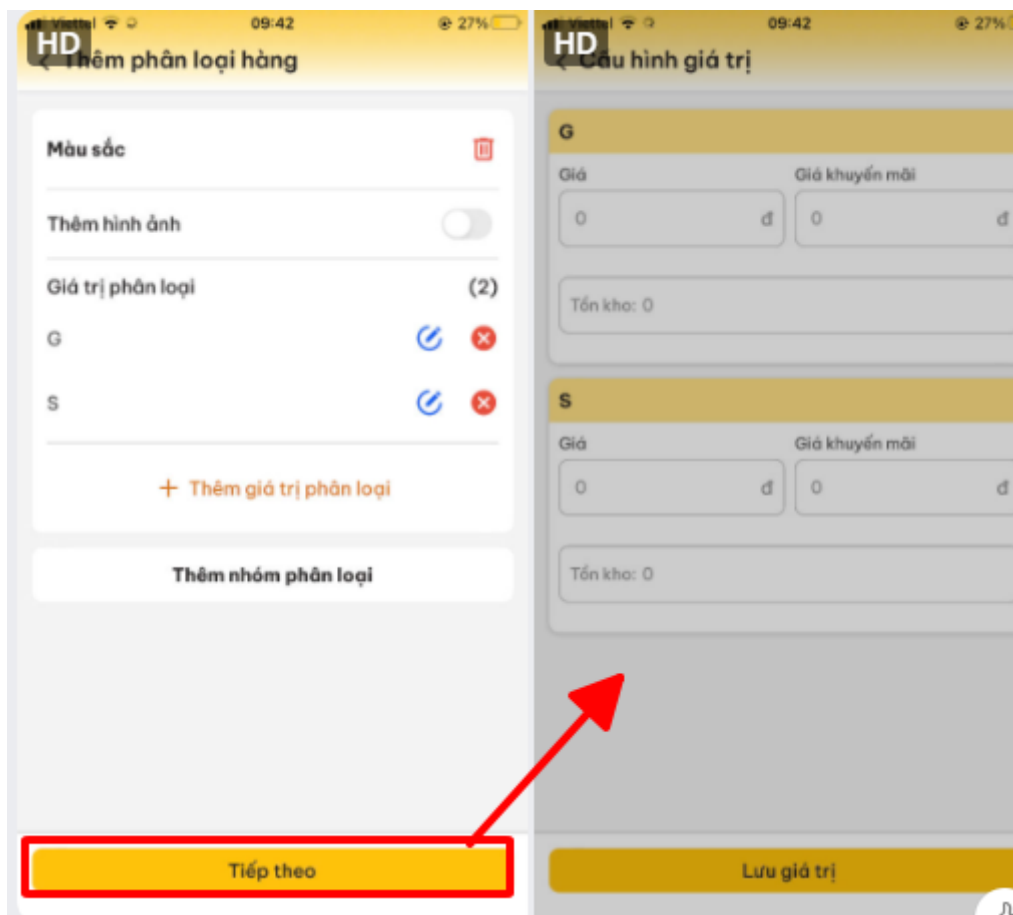 Viettel 09:42 27%
HD
Thêm phân loại hàng
Màu sắc
Thêm hình ảnh
Giá trị phân loại (2)
G
S
+ Thêm giá trị phân loại
Thêm nhóm phân loại
Tiếp theo
Viettel 09:42 27%
HD
Cấu hình giá trị
G
Giá Giá khuyến mãi
0 đ 0 đ
Tồn kho: 0
S
Giá Giá khuyến mãi
0 đ 0 đ
Tồn kho: 0
Lưu giá trị